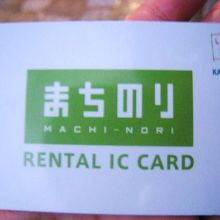 まちのり
MACHI-NORI
RENTAL IC CARD